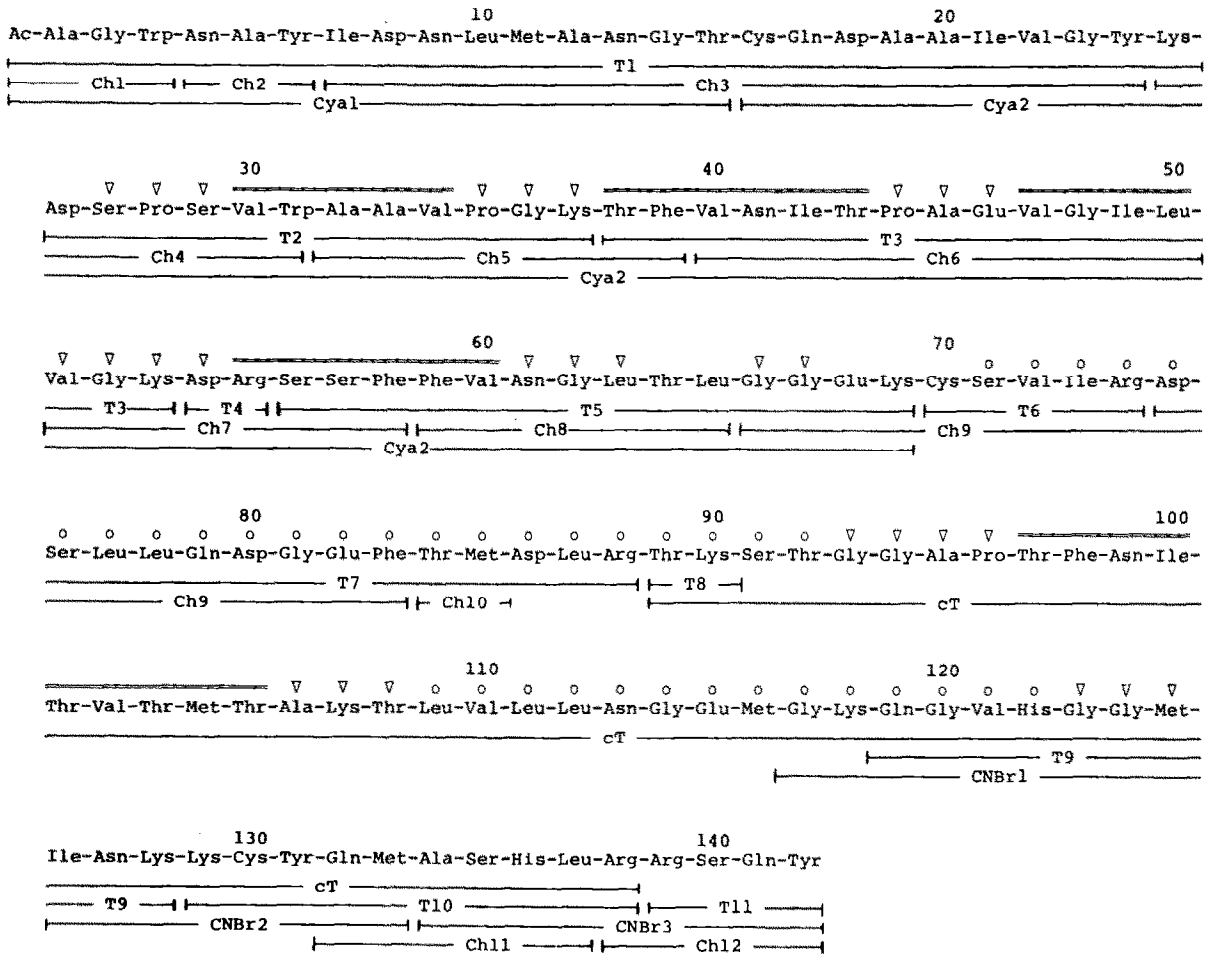 10 20
Ac-Ala-Gly-Trp-Asn-Ala-Tyr-Ile-Asp-Asn-Leu-Met-Ala-Asn-Gly-Thr-Cys-Gln-Asp-Ala-Ala-Ile-Val-Gly-Tyr-Lys-
T1
Ch1 Ch2 Ch3
Cya1 Cya2
30 40 50
Asp-Ser-Pro-Ser-Val-Trp-Ala-Ala-Val-Pro-Gly-Lys-Thr-Phe-Val-Asn-Ile-Thr-Pro-Ala-Glu-Val-Gly-Ile-Leu-
T2 T3
Ch4 Ch5 Ch6
Cya2
60 70
Val-Gly-Lys-Asp-Arg-Ser-Ser-Phe-Phe-Val-Asn-Gly-Leu-Thr-Leu-Gly-Gly-Glu-Lys-Cys-Ser-Val-Ile-Arg-Asp-
T3 T4 T5 T6
Ch7 Ch8 Ch9
Cya2
80 90 100
Ser-Leu-Leu-Gln-Asp-Gly-Glu-Phe-Thr-Met-Asp-Leu-Arg-Thr-Lys-Ser-Thr-Gly-Gly-Ala-Pro-Thr-Phe-Asn-Ile-
T7 T8
Ch9 Ch10 cT
110 120
Thr-Val-Thr-Met-Thr-Ala-Lys-Thr-Leu-Val-Leu-Leu-Asn-Gly-Glu-Met-Gly-Lys-Gln-Gly-Val-His-Gly-Gly-Met-
cT
T9
CNBr1
130 140
Ile-Asn-Lys-Lys-Cys-Tyr-Gln-Met-Ala-Ser-His-Leu-Arg-Arg-Ser-Gln-Tyr
cT
T9 T10 T11
CNBr2 CNBr3
Ch11 Ch12